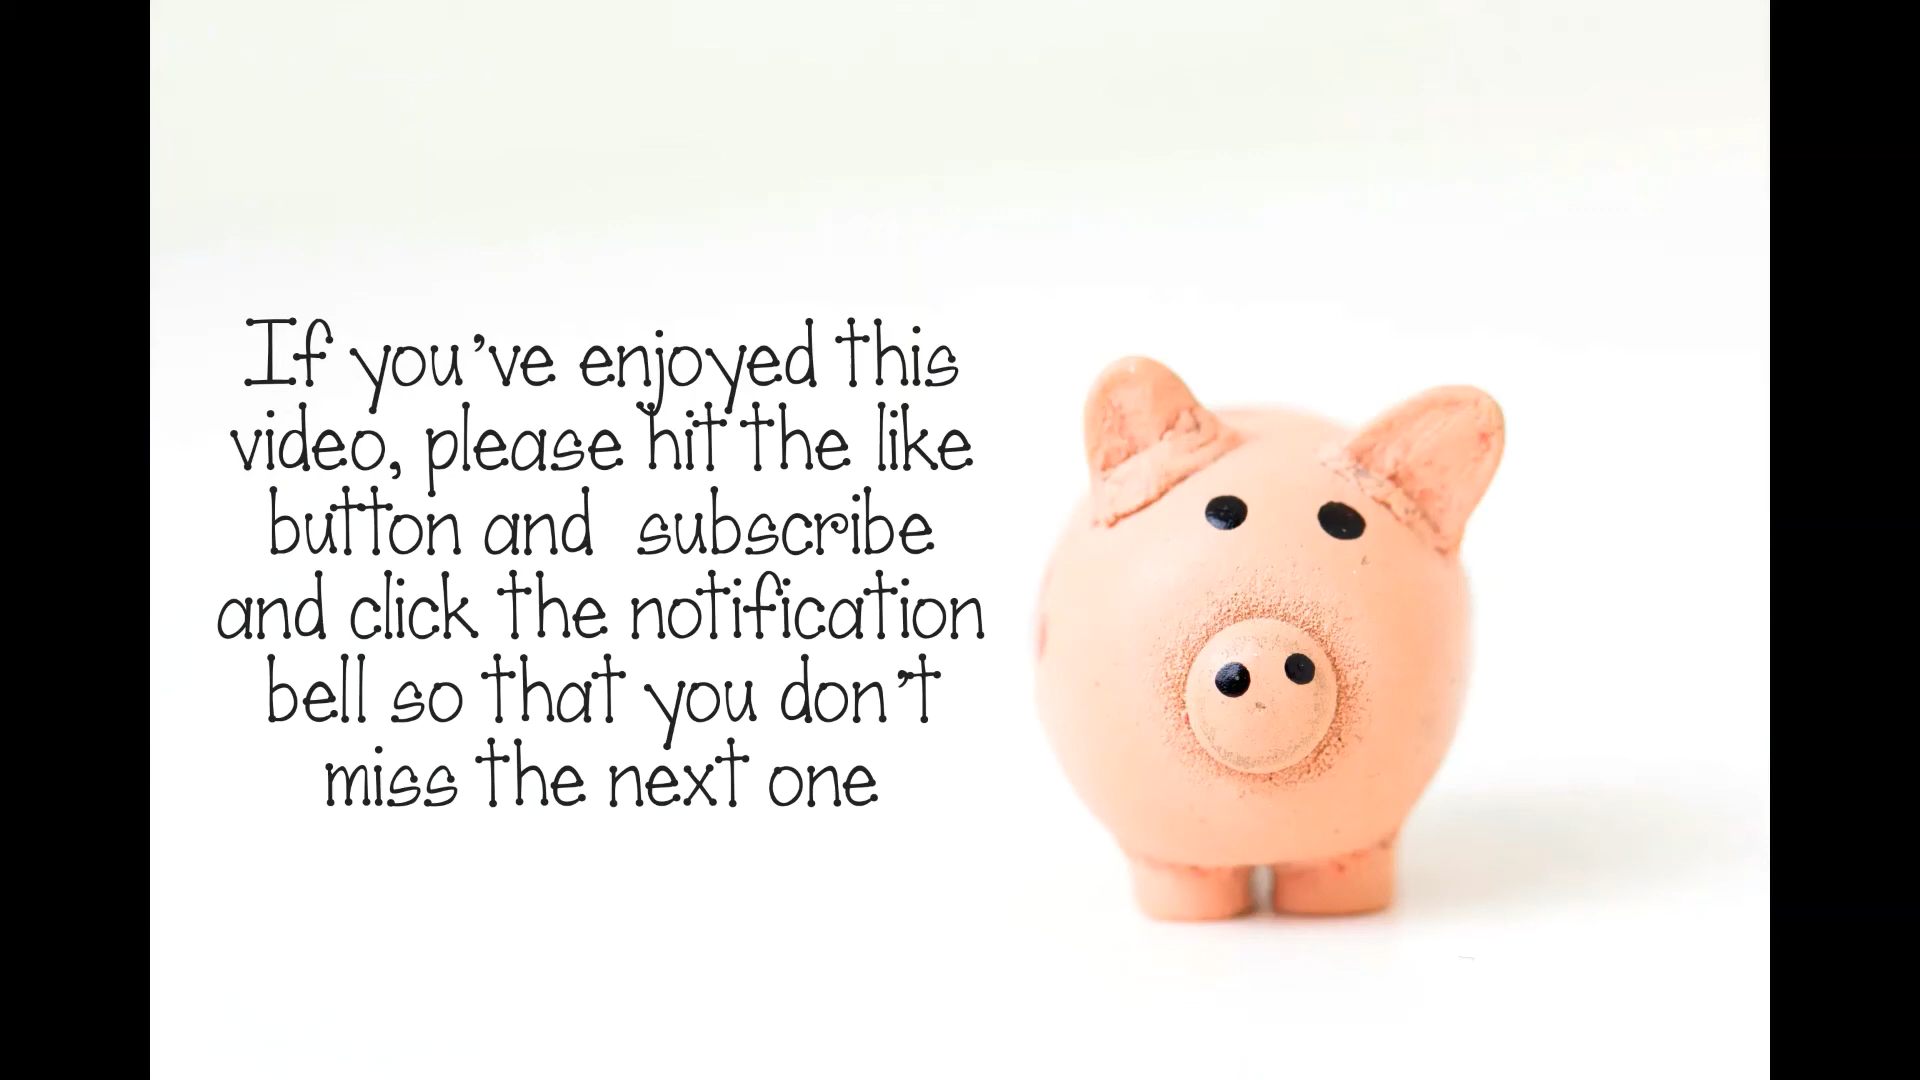 If you've enjoyed this
video, please hit the like
button and  subscribe
and click the notification
bell so that you don't
miss the next one